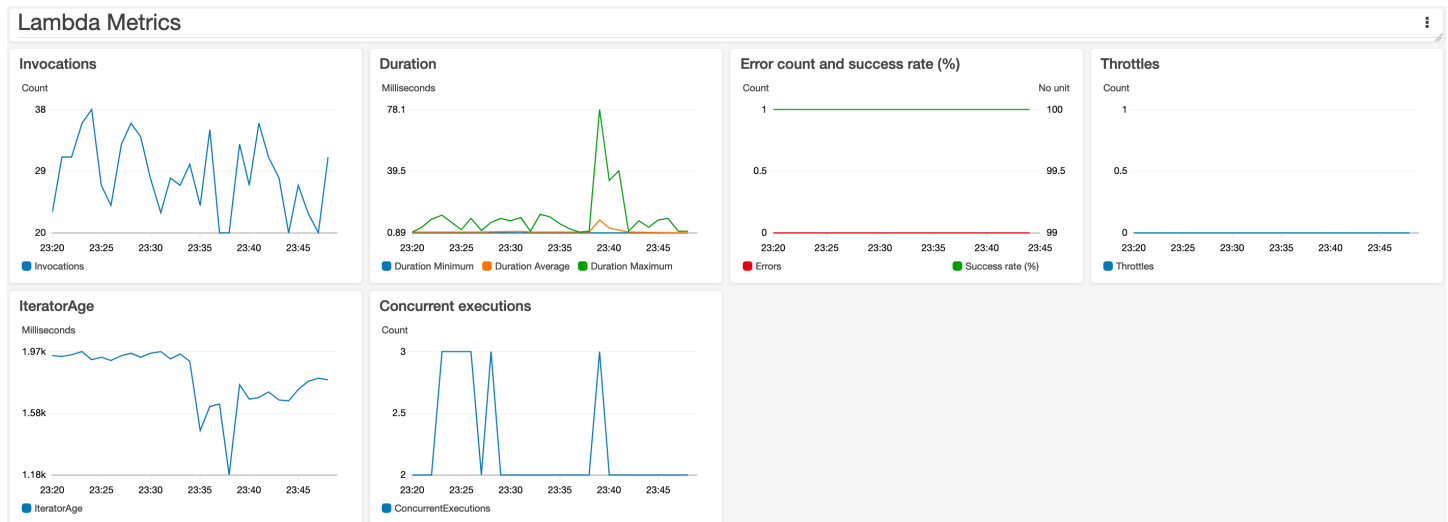 Lambda Metrics
Invocations
Count
38
29
20
23:20 23:25 23:30 23:35 23:40 23:45
Invocations
Duration
Milliseconds
78.1
39.5
0.89
23:20 23:25 23:30 23:35 23:40 23:45
Duration Minimum Duration Average Duration Maximum
Error count and success rate (%)
Count No unit
1 100
0.5 99.5
0 99
23:20 23:25 23:30 23:35 23:40 23:45
Errors Success rate (%)
Throttles
Count
1
0.5
0
23:20 23:25 23:30 23:35 23:40 23:45
Throttles
IteratorAge
Milliseconds
1.97k
1.58k
1.18k
23:20 23:25 23:30 23:35 23:40 23:45
IteratorAge
Concurrent executions
Count
3
2.5
2
23:20 23:25 23:30 23:35 23:40 23:45
ConcurrentExecutions